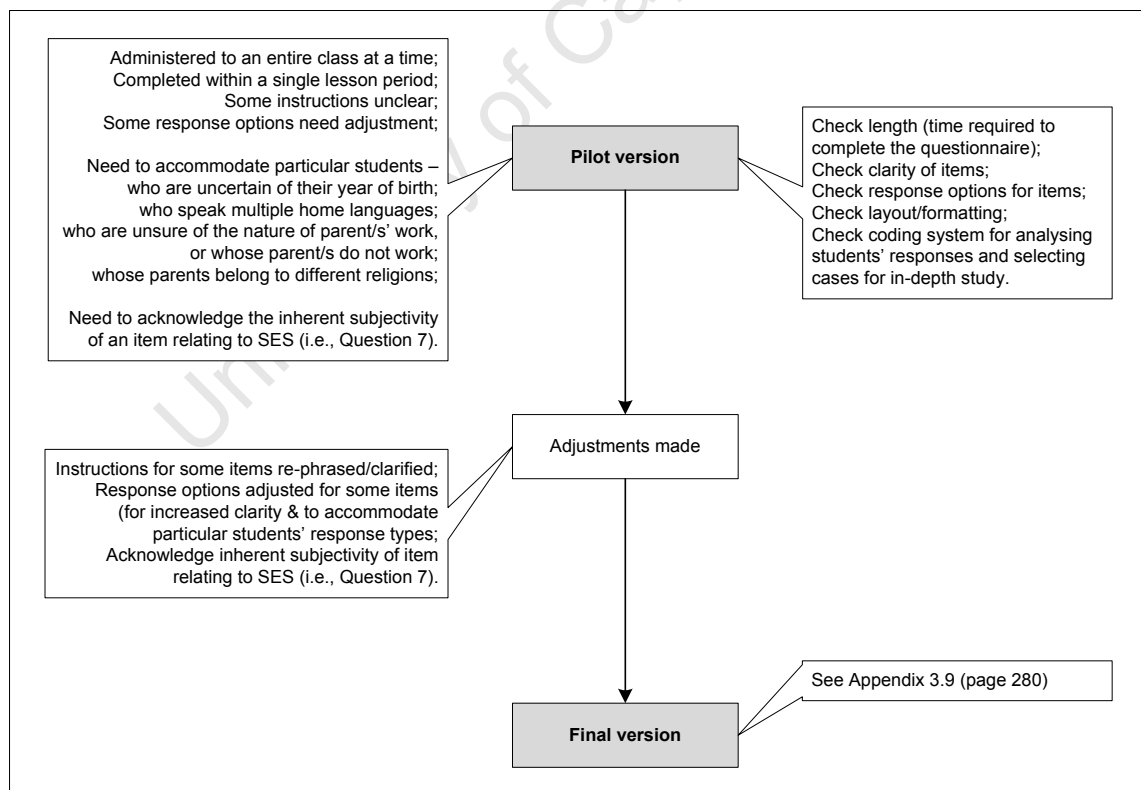 Administered to an entire class at a time;
Completed within a single lesson period;
Some instructions unclear;
Some response options need adjustment;
Need to accommodate particular students –
who are uncertain of their year of birth;
who speak multiple home languages;
who are unsure of the nature of parent/s' work,
or whose parent/s do not work;
whose parents belong to different religions;
Need to acknowledge the inherent subjectivity
of an item relating to SES (i.e., Question 7).
Pilot version
Check length (time required to
complete the questionnaire);
Check clarity of items;
Check response options for items;
Check layout/formatting;
Check coding system for analysing
students' responses and selecting
cases for in-depth study.
Adjustments made
Instructions for some items re-phrased/clarified;
Response options adjusted for some items
(for increased clarity & to accommodate
particular students' response types;
Acknowledge inherent subjectivity of item
relating to SES (i.e., Question 7).
See Appendix 3.9 (page 280)
Final version